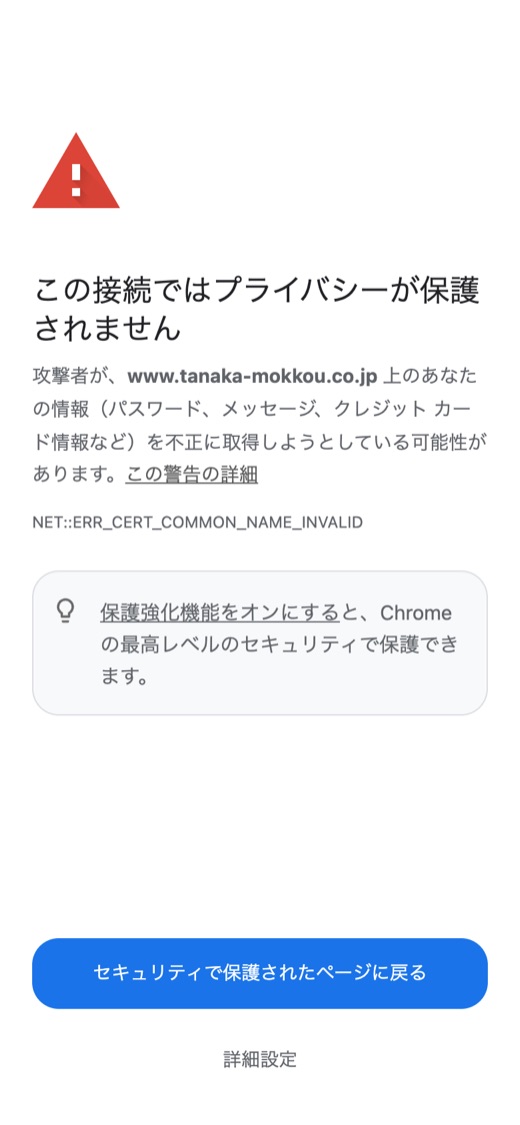 この接続ではプライバシーが保護
されません
攻撃者が、www.tanaka-mokkou.co.jp 上のあなた
の情報（パスワード、メッセージ、クレジット カー
ド情報など）を不正に取得しようとしている可能性が
あります。この警告の詳細
NET::ERR_CERT_COMMON_NAME_INVALID
保護強化機能をオンにすると、Chrome
の最高レベルのセキュリティで保護でき
ます。
セキュリティで保護されたページに戻る
詳細設定